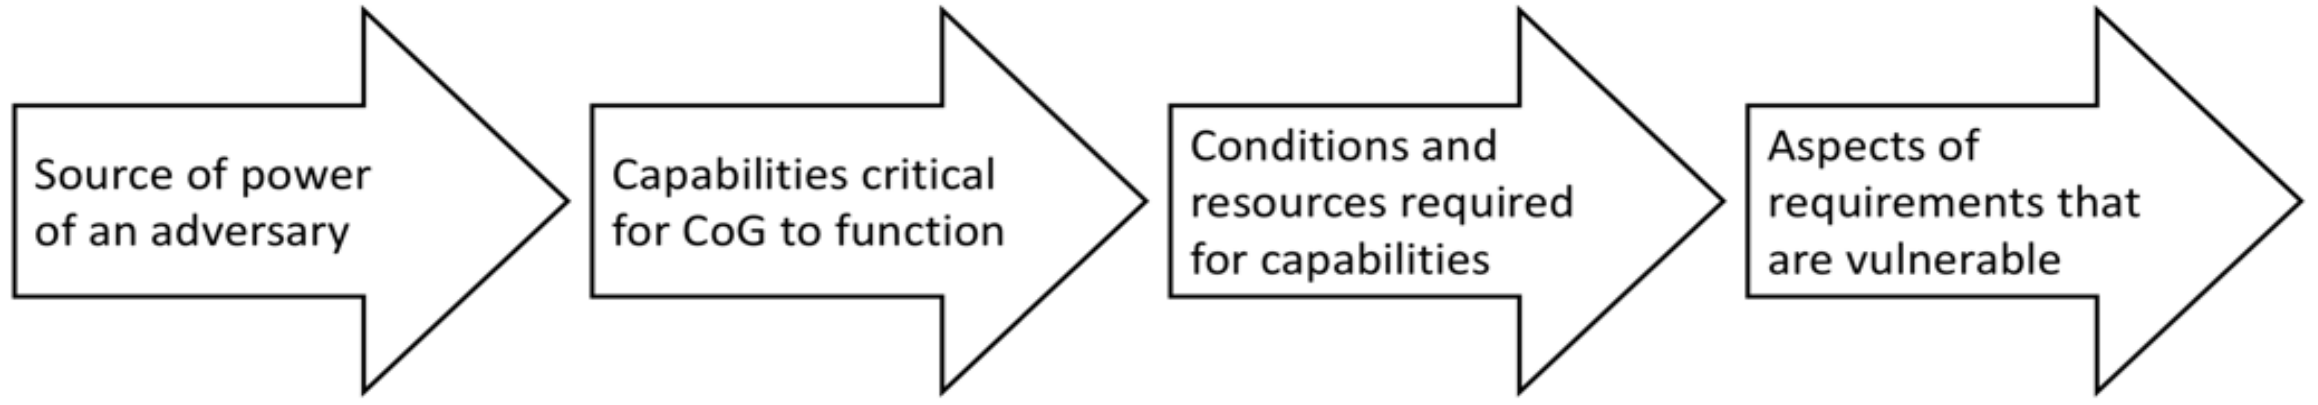 Source of power
of an adversary
Capabilities critical
for CoG to function
Conditions and
resources required
for capabilities
Aspects of
requirements that
are vulnerable